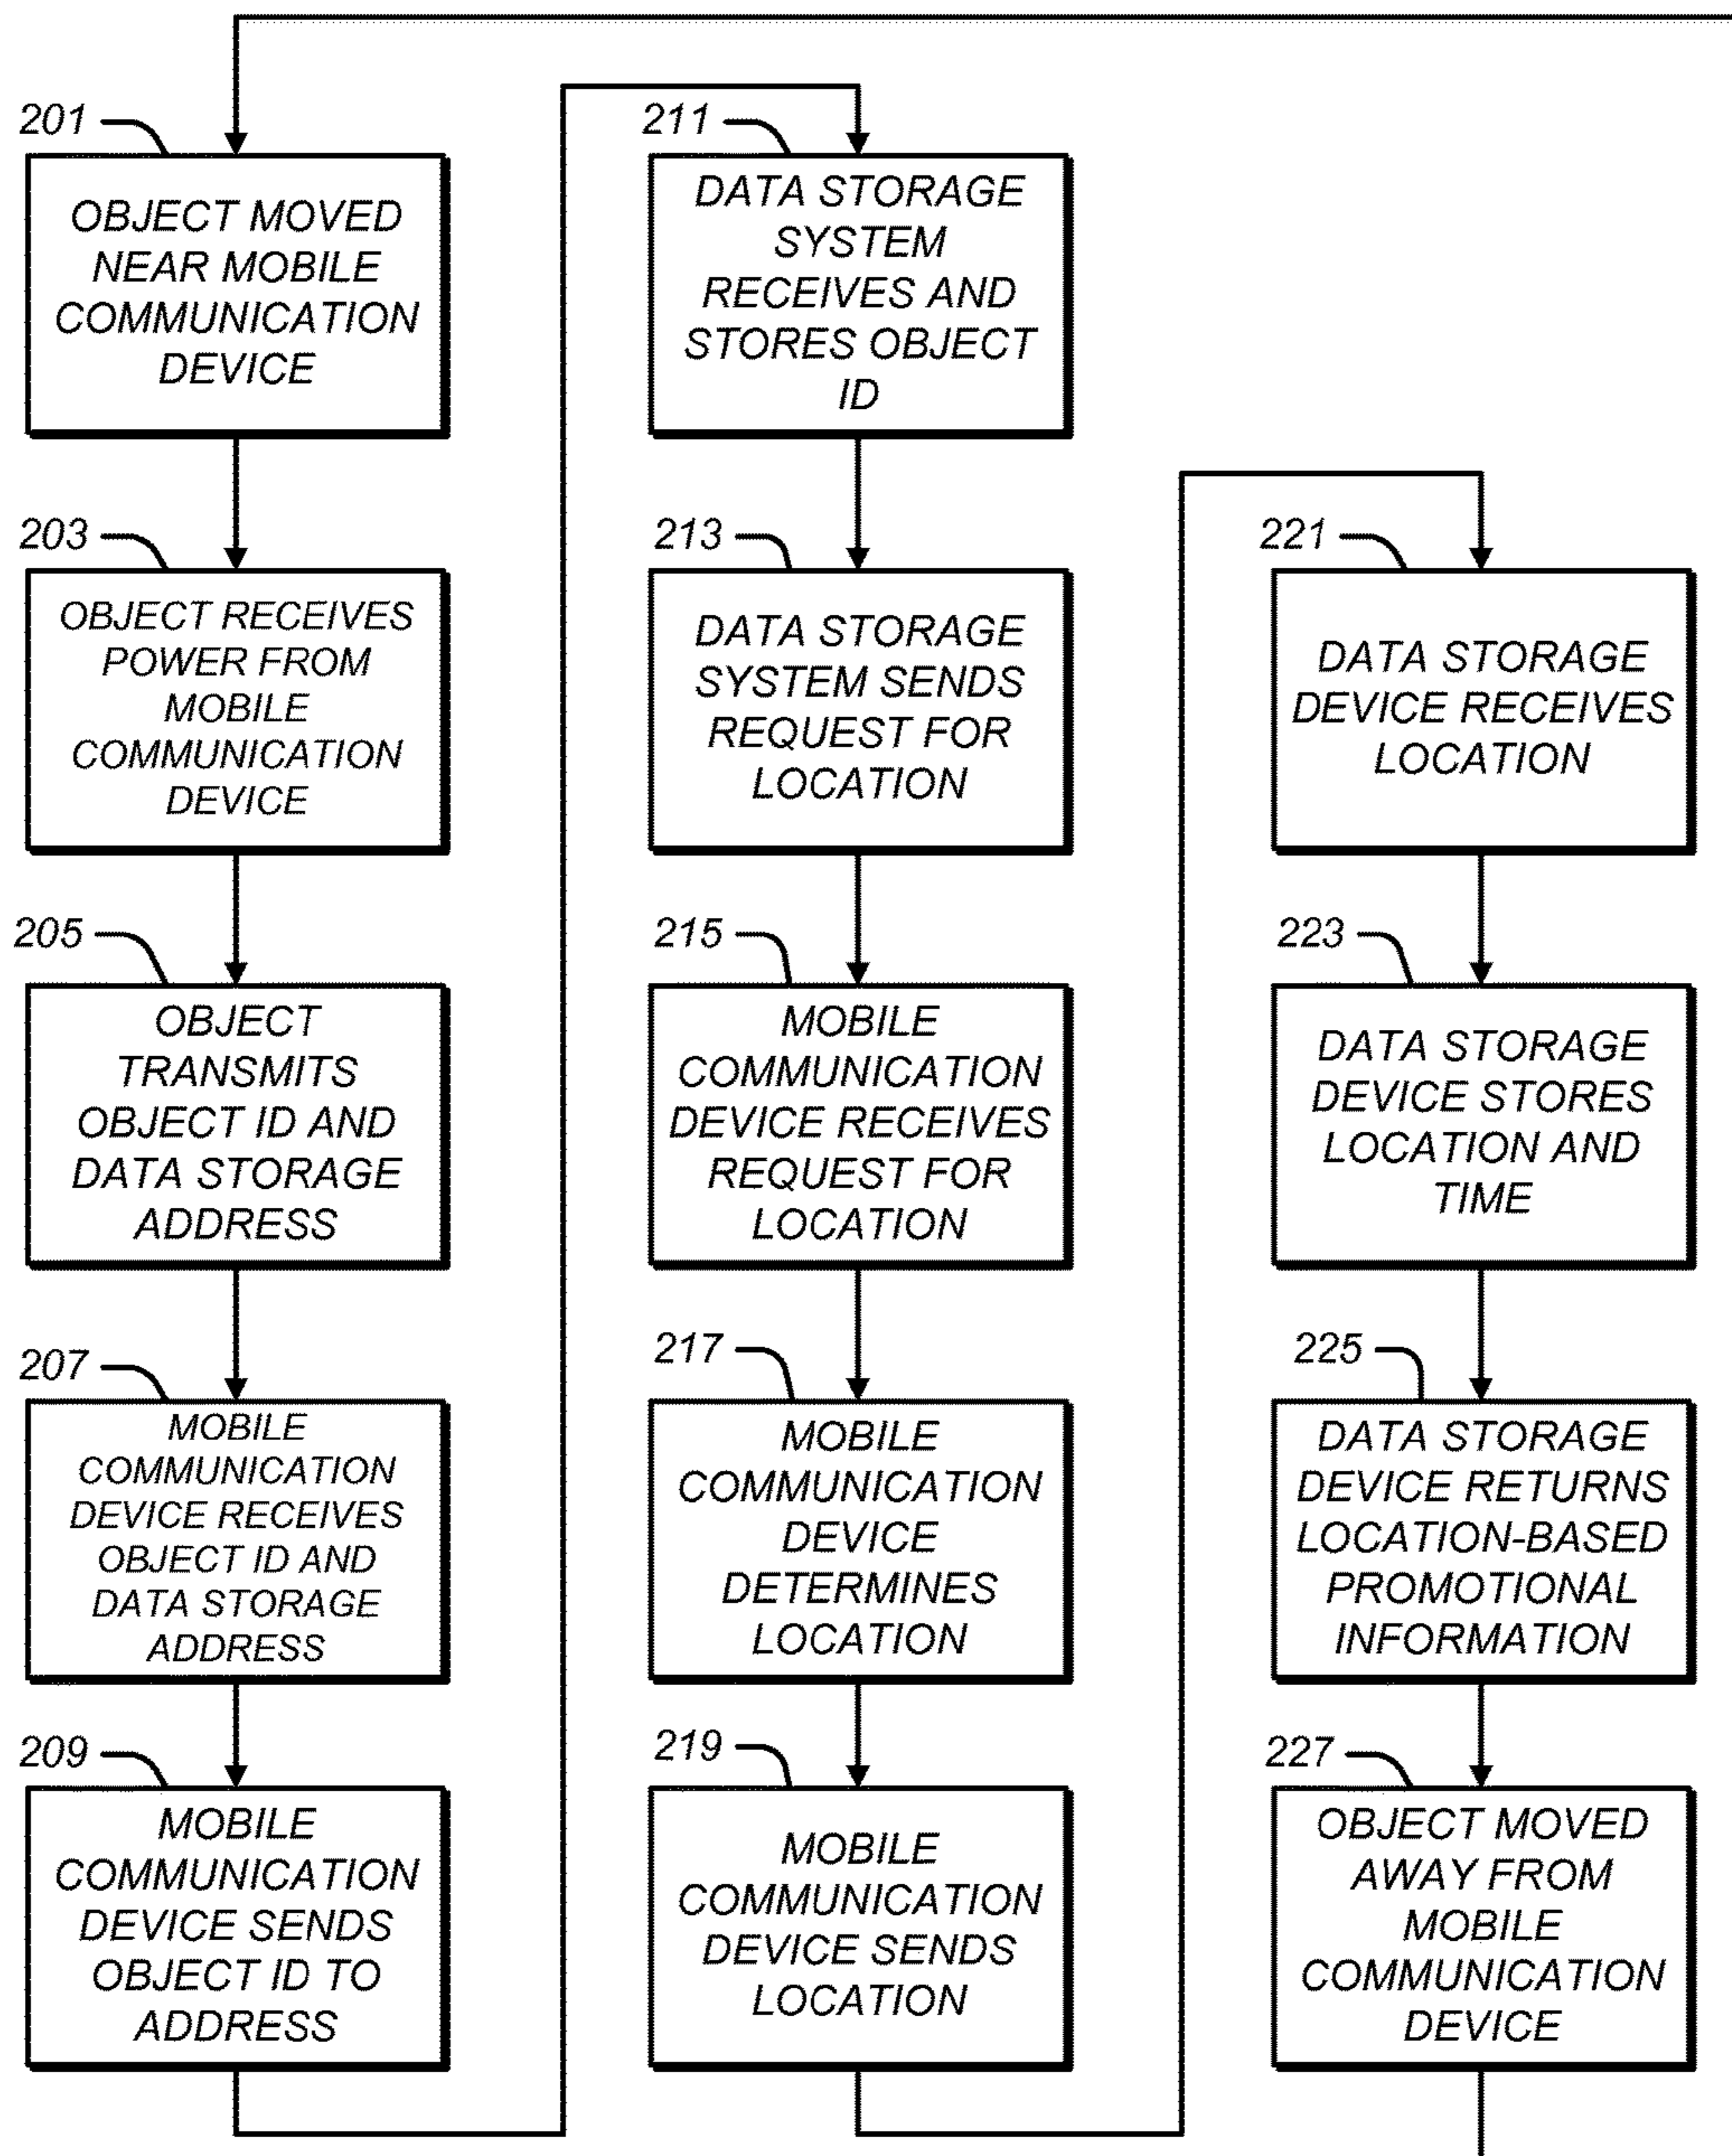 201
OBJECT MOVED
NEAR MOBILE
COMMUNICATION
DEVICE
203
OBJECT RECEIVES
POWER FROM
MOBILE
COMMUNICATION
DEVICE
205
OBJECT
TRANSMITS
OBJECT ID AND
DATA STORAGE
ADDRESS
207
MOBILE
COMMUNICATION
DEVICE RECEIVES
OBJECT ID AND
DATA STORAGE
ADDRESS
209
MOBILE
COMMUNICATION
DEVICE SENDS
OBJECT ID TO
ADDRESS
211
DATA STORAGE
SYSTEM
RECEIVES AND
STORES OBJECT
ID
213
DATA STORAGE
SYSTEM SENDS
REQUEST FOR
LOCATION
215
MOBILE
COMMUNICATION
DEVICE RECEIVES
REQUEST FOR
LOCATION
217
MOBILE
COMMUNICATION
DEVICE
DETERMINES
LOCATION
219
MOBILE
COMMUNICATION
DEVICE SENDS
LOCATION
221
DATA STORAGE
DEVICE RECEIVES
LOCATION
223
DATA STORAGE
DEVICE STORES
LOCATION AND
TIME
225
DATA STORAGE
DEVICE RETURNS
LOCATION-BASED
PROMOTIONAL
INFORMATION
227
OBJECT MOVED
AWAY FROM
MOBILE
COMMUNICATION
DEVICE